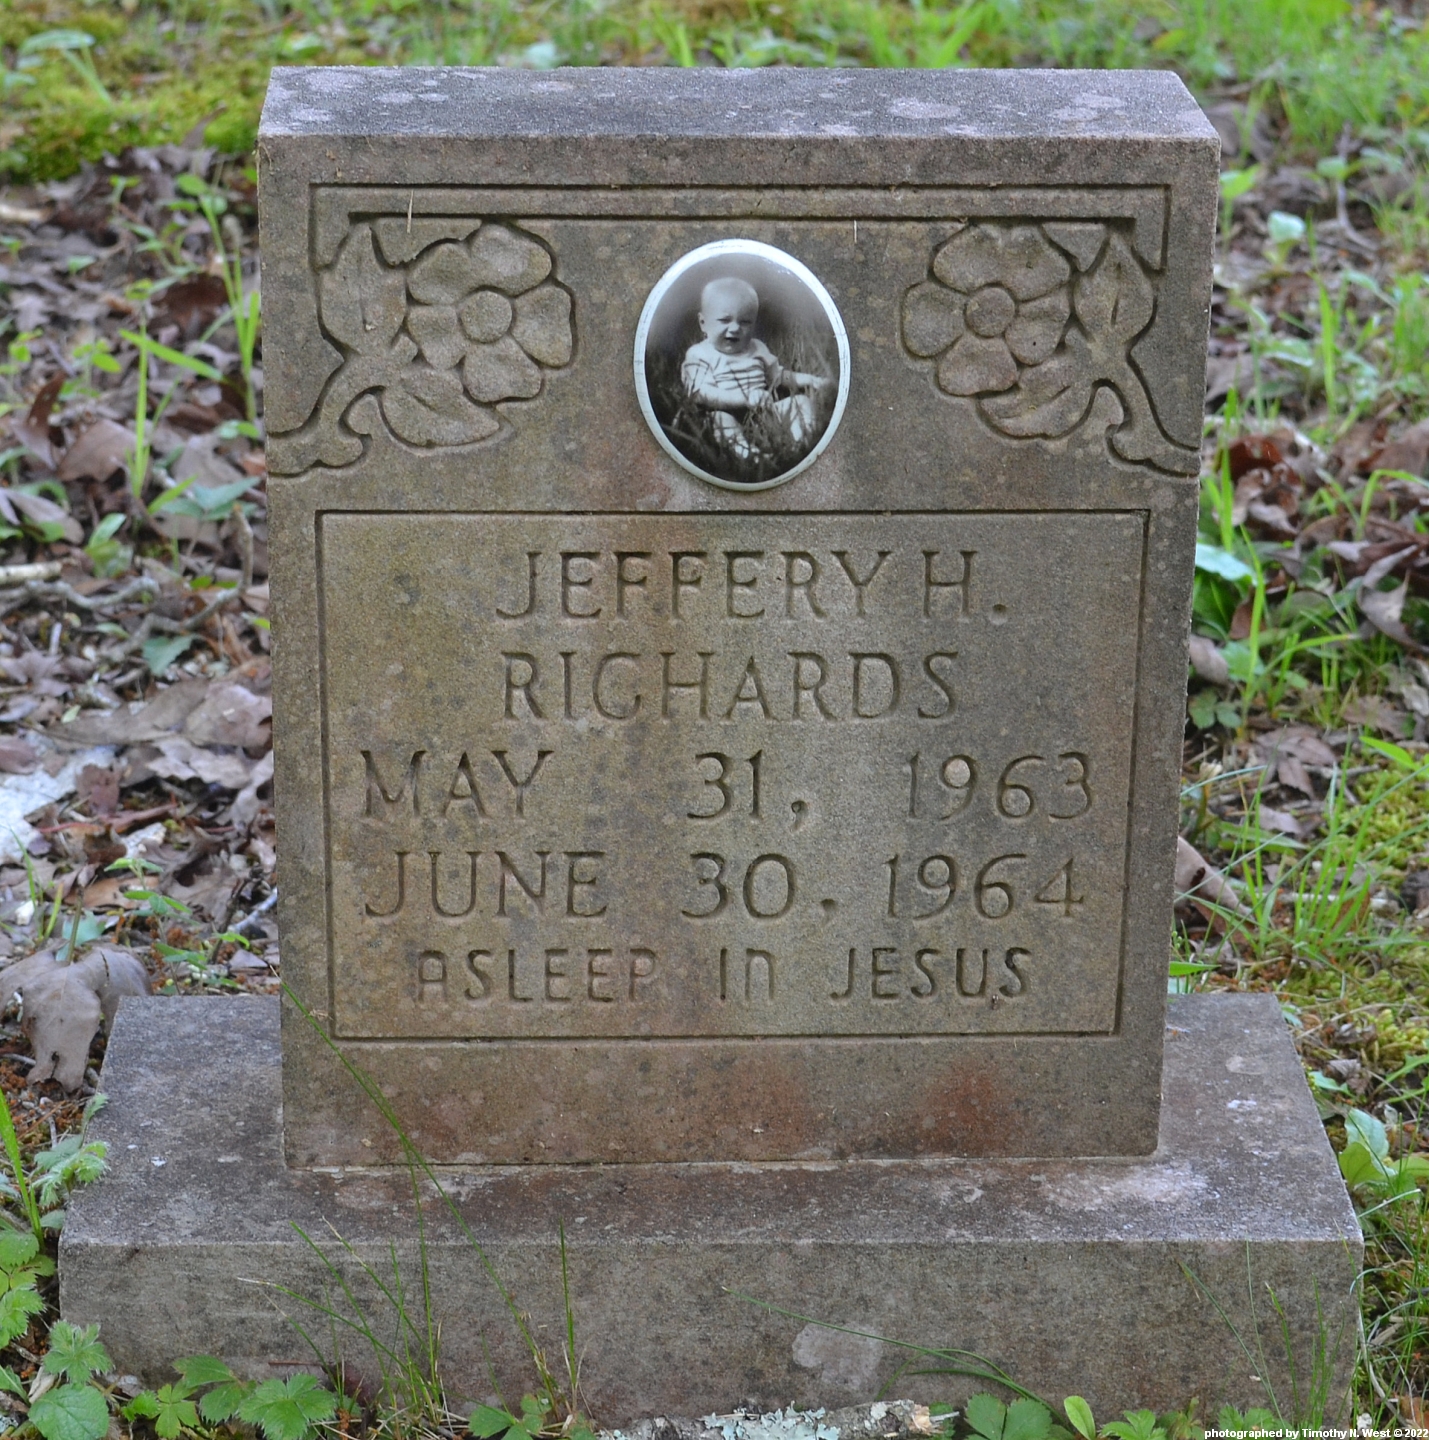 JEFFERY H.
RICHARDS
MAY 31, 1963
JUNE 30, 1964
ASLEEP IN JESUS
photographed by Timothy N. West © 2022